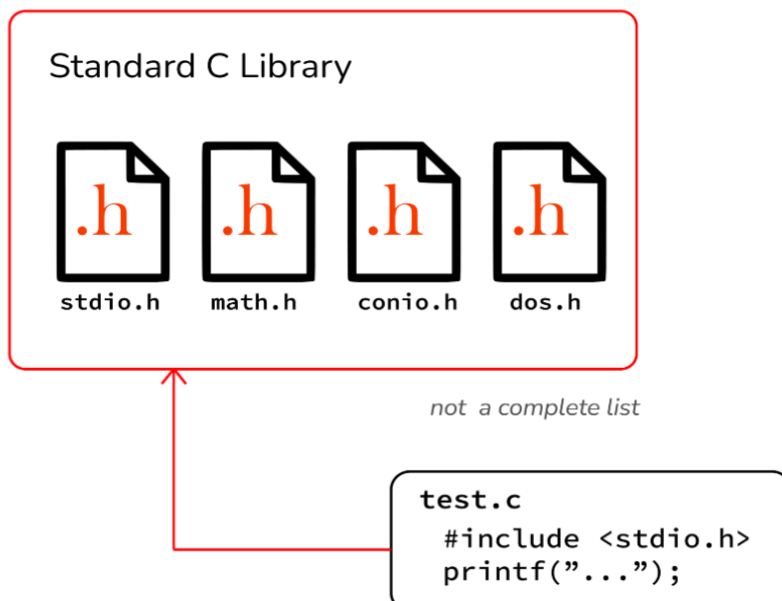 Standard C Library
.h .h .h .h
stdio.h math.h conio.h dos.h
not a complete list
test.c
#include <stdio.h>
printf(”...”);